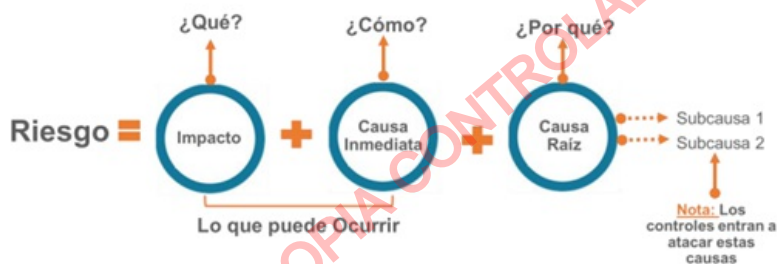 ¿Qué?
¿Cómo?
¿Por qué?
Riesgo = Impacto + Causa Inmediata + Causa Raíz
Subcausa 1
Subcausa 2
Lo que puede Ocurrir
Nota: Los
controles entran a
atacar estas
causas
COPIA CONTROLA